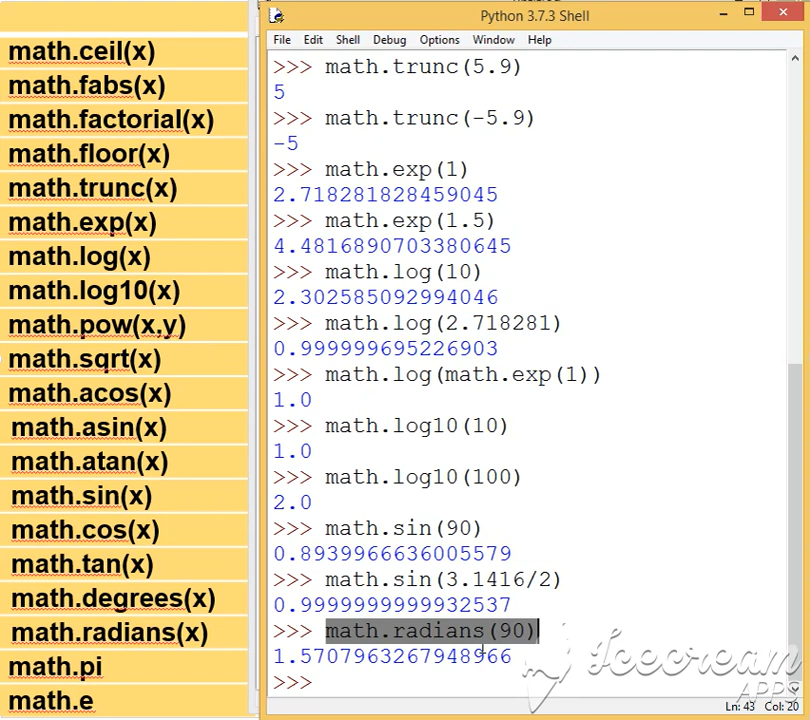 math.ceil(x)
math.fabs(x)
math.factorial(x)
math.floor(x)
math.trunc(x)
math.exp(x)
math.log(x)
math.log10(x)
math.pow(x,y)
math.sqrt(x)
math.acos(x)
math.asin(x)
math.atan(x)
math.sin(x)
math.cos(x)
math.tan(x)
math.degrees(x)
math.radians(x)
math.pi
math.e
Python 3.7.3 Shell
File Edit Shell Debug Options Window Help
>>> math.trunc(5.9)
5
>>> math.trunc(-5.9)
-5
>>> math.exp(1)
2.718281828459045
>>> math.exp(1.5)
4.4816890703380645
>>> math.log(10)
2.302585092994046
>>> math.log(2.718281)
0.999999695226903
>>> math.log(math.exp(1))
1.0
>>> math.log10(10)
1.0
>>> math.log10(100)
2.0
>>> math.sin(90)
0.8939966636005579
>>> math.sin(3.1416/2)
0.9999999999932537
>>> math.radians(90)
1.5707963267948966
>>>
Icecream
APPS
Ln: 43 Col: 20